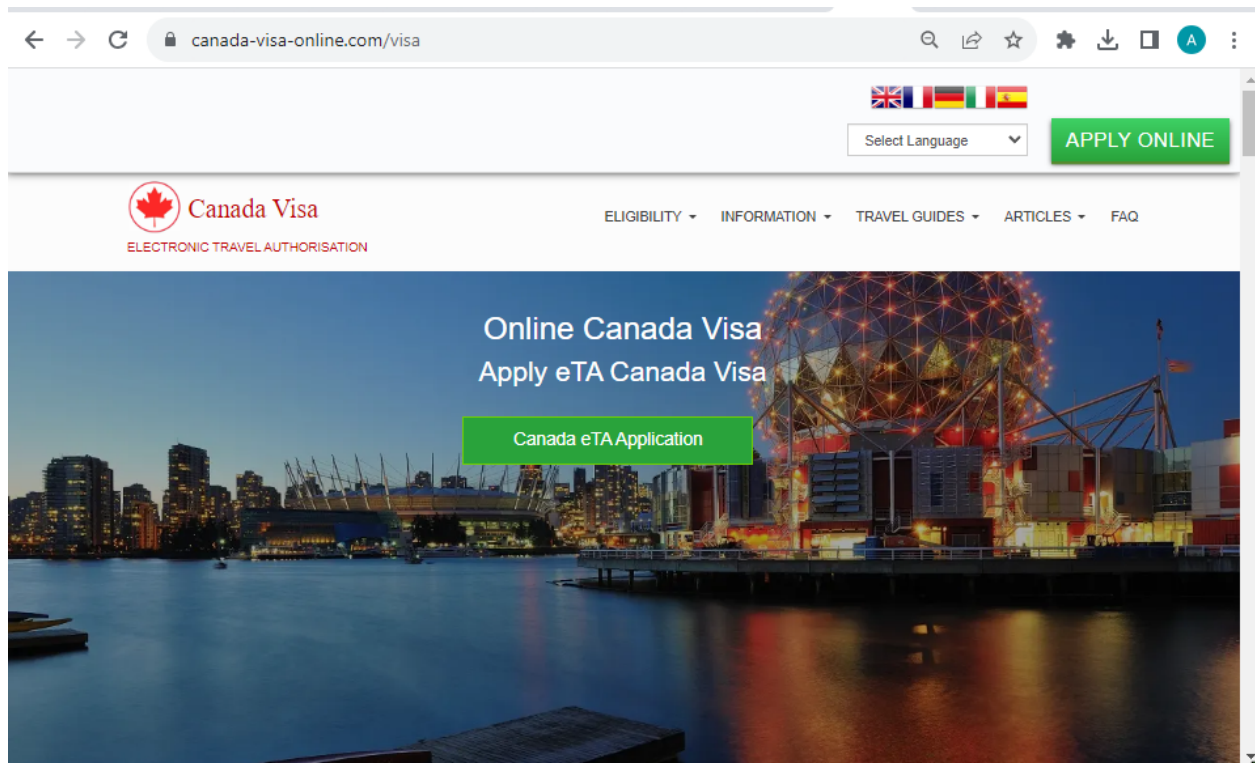 canada-visa-online.com/visa
A
Select Language
APPLY ONLINE
Canada Visa
ELECTRONIC TRAVEL AUTHORISATION
ELIGIBILITY
INFORMATION
TRAVEL GUIDES
ARTICLES
FAQ
Online Canada Visa
Apply eTA Canada Visa
Canada eTA Application